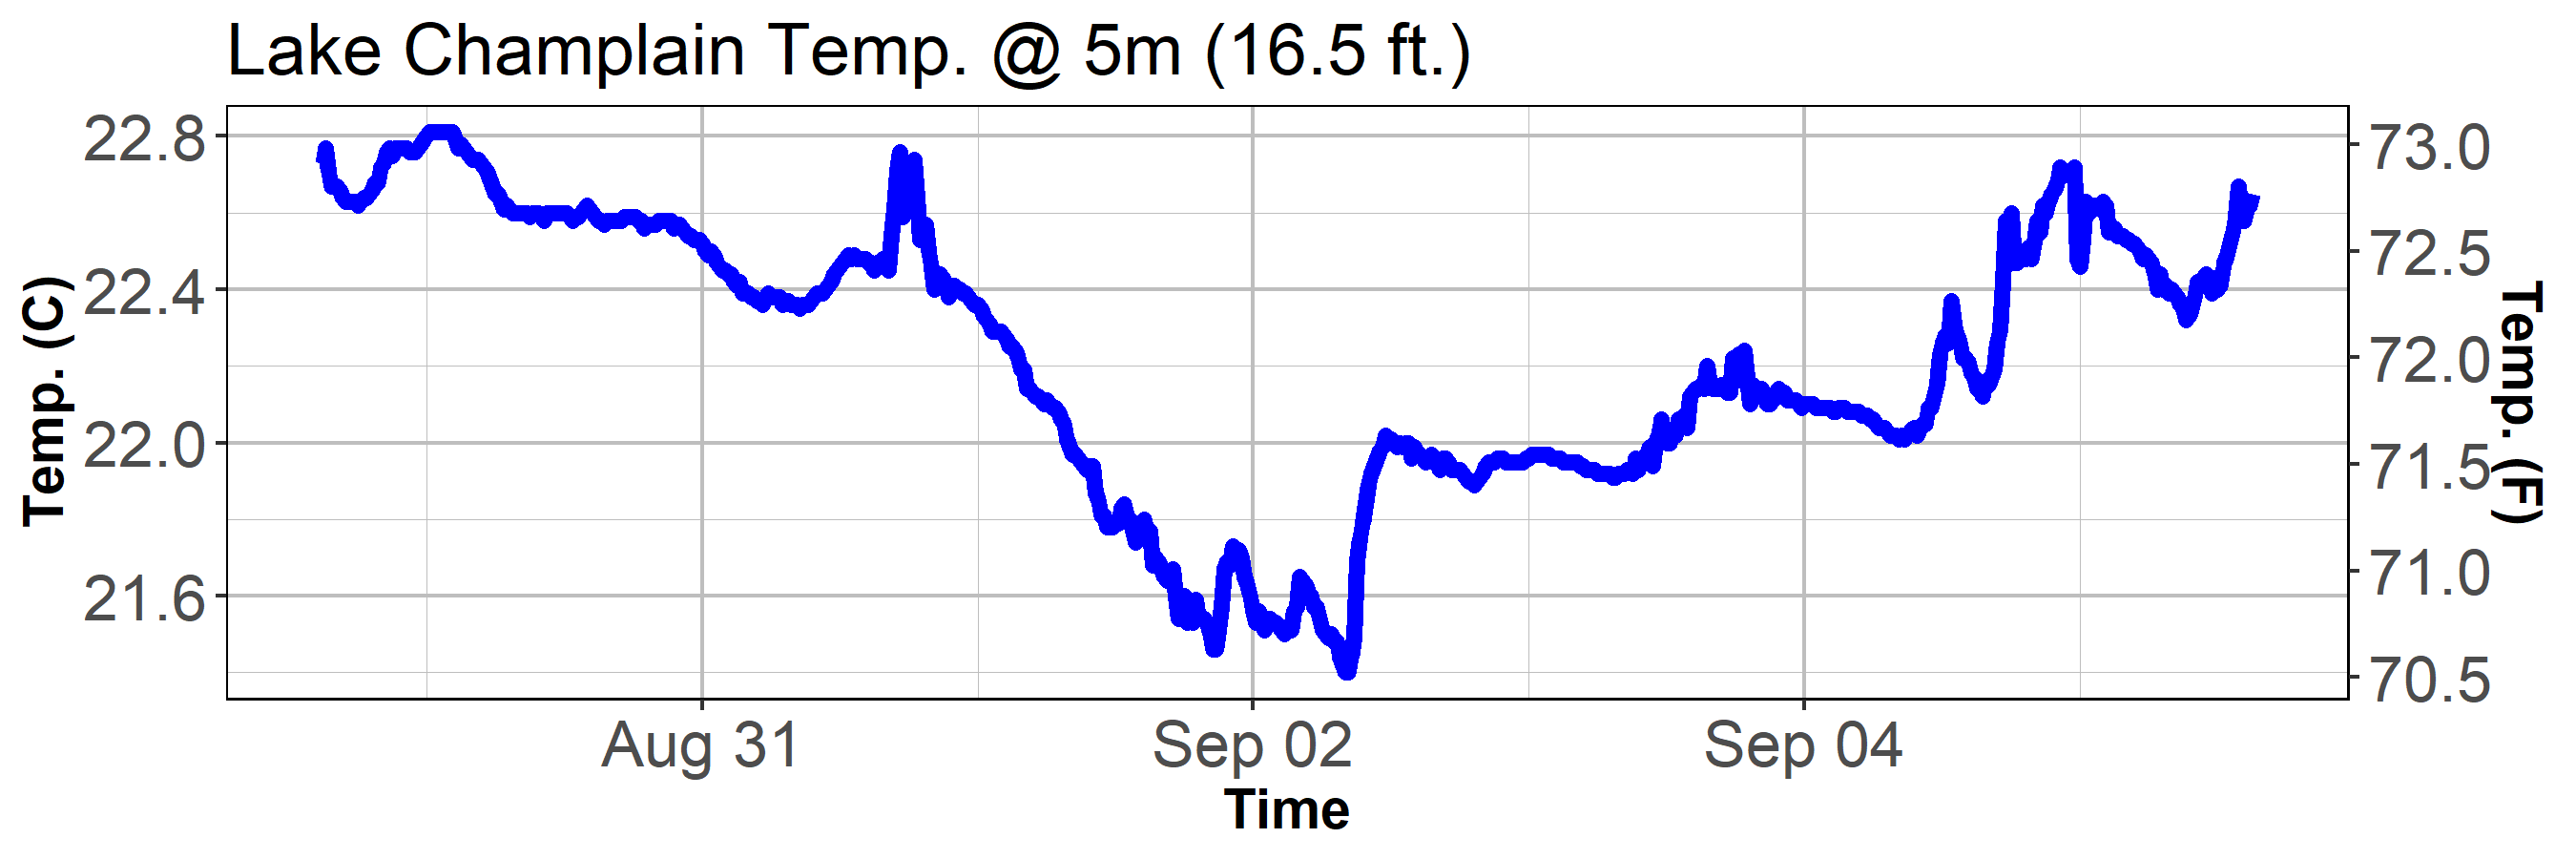 Lake Champlain Temp. @ 5m (16.5 ft.)
Temp. (C)
22.8
22.4
22.0
21.6
73.0
72.5
72.0
71.5
71.0
70.5
Temp. (F)
Aug 31 Sep 02 Sep 04
Time